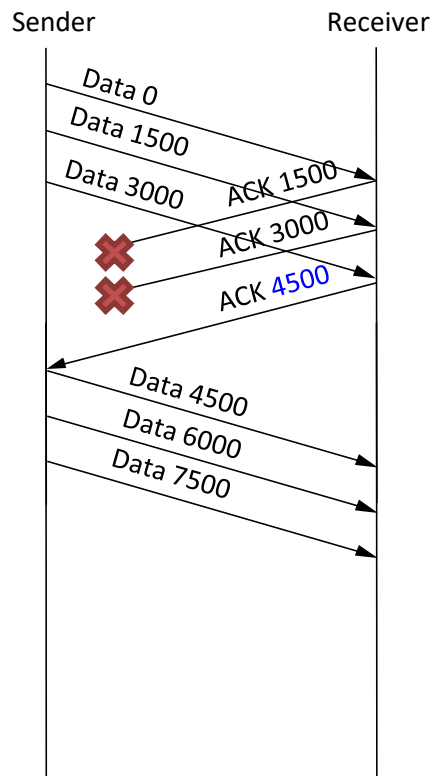 Sender
Receiver
Data 0
Data 1500
Data 3000
ACK 1500
ACK 3000
ACK 4500
Data 4500
Data 6000
Data 7500